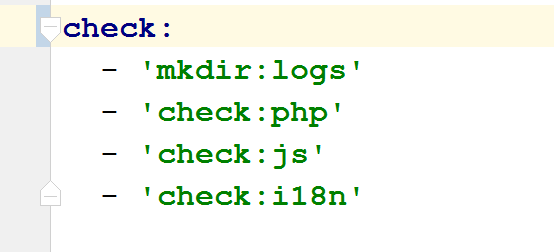 check:
  - 'mkdir:logs'
  - 'check:php'
  - 'check:js'
  - 'check:i18n'